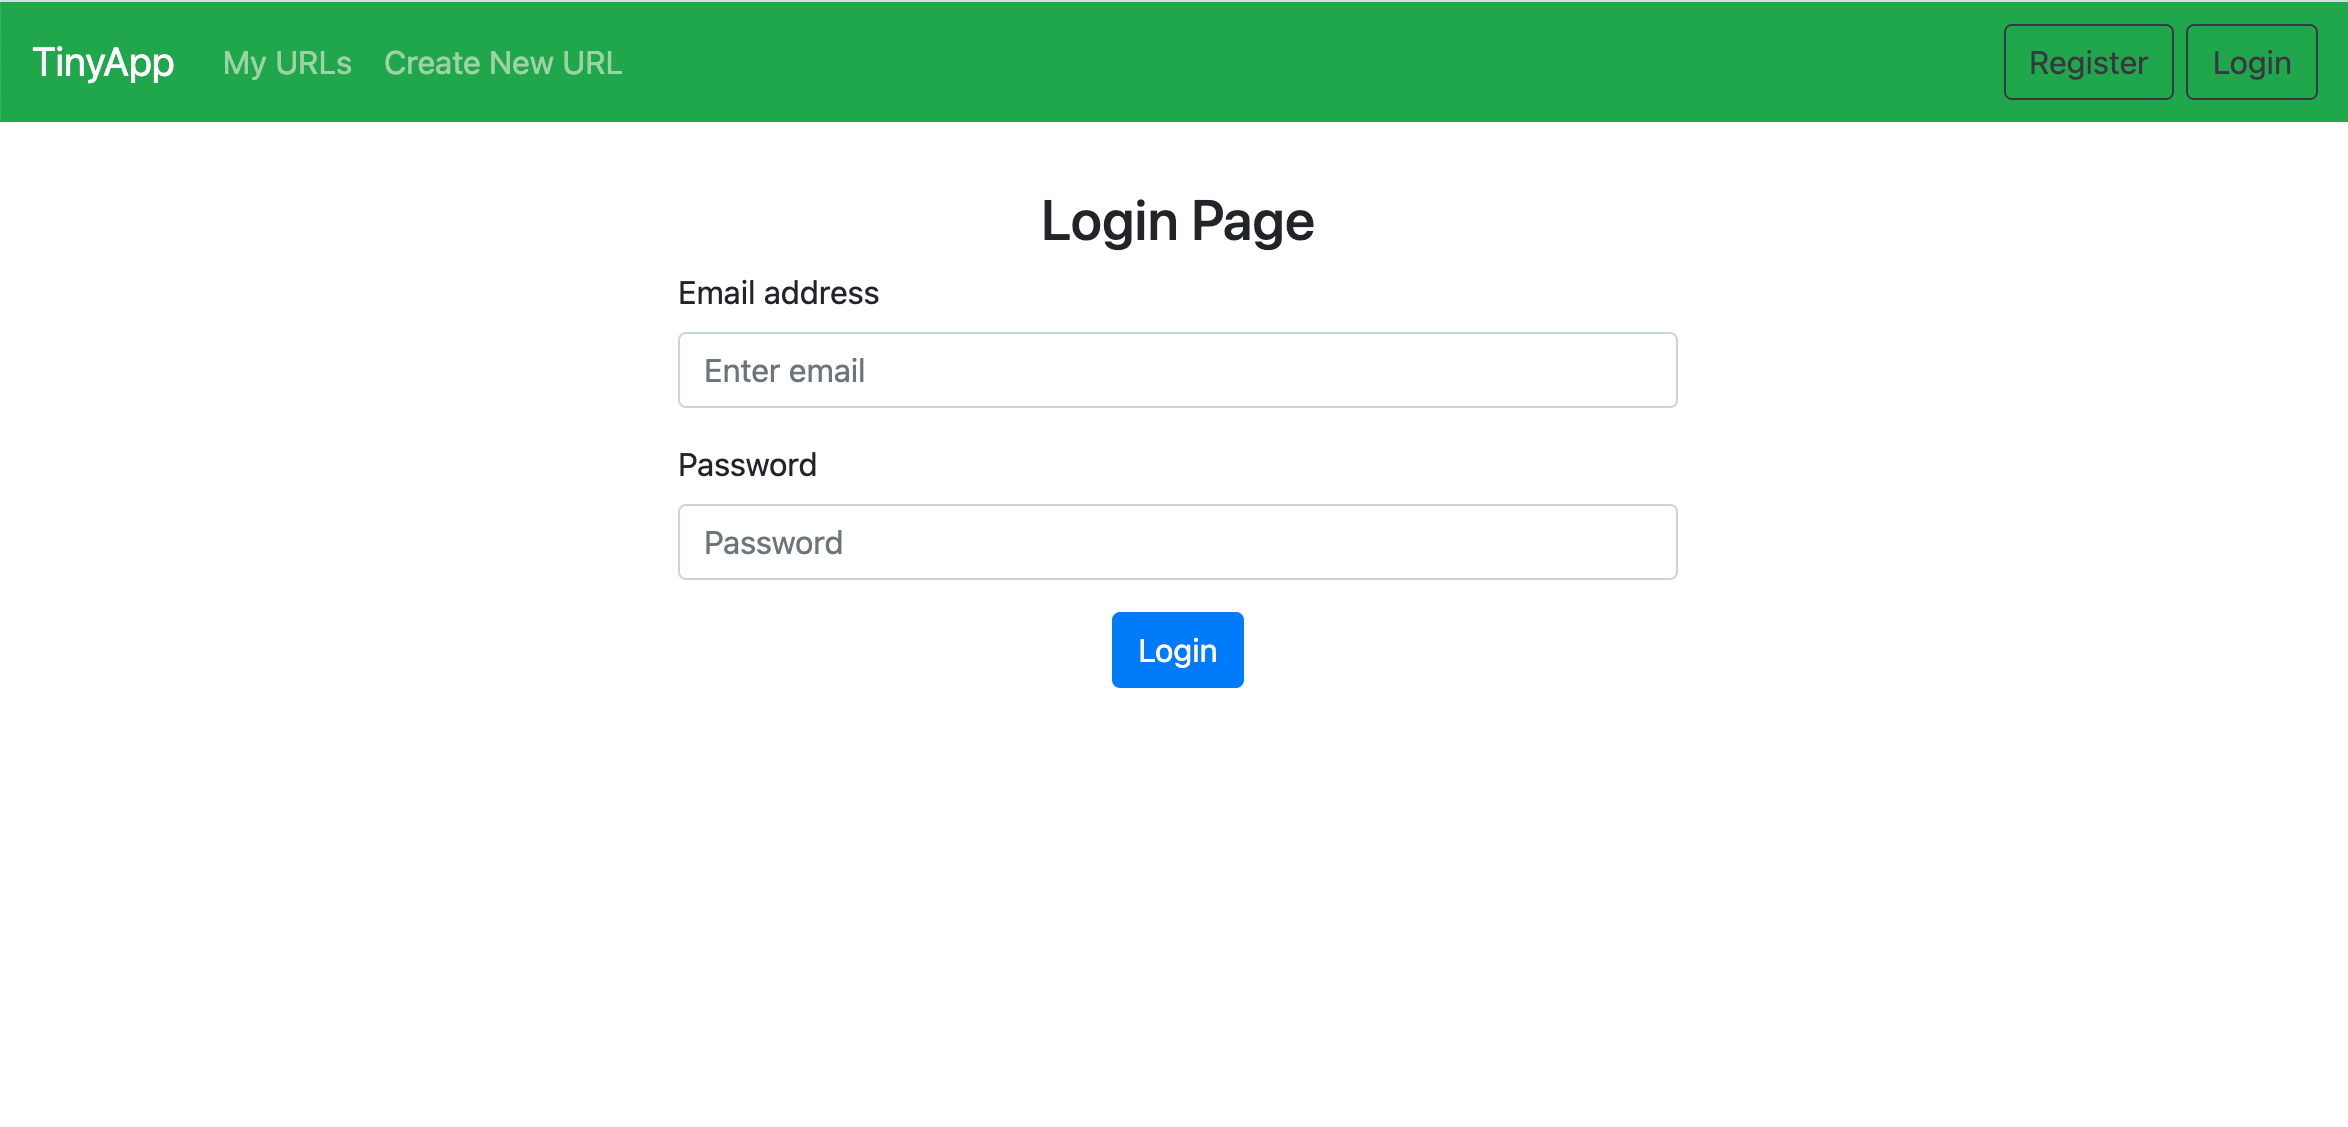 TinyApp My URLs Create New URL Register Login
Login Page
Email address
Enter email
Password
Password
Login